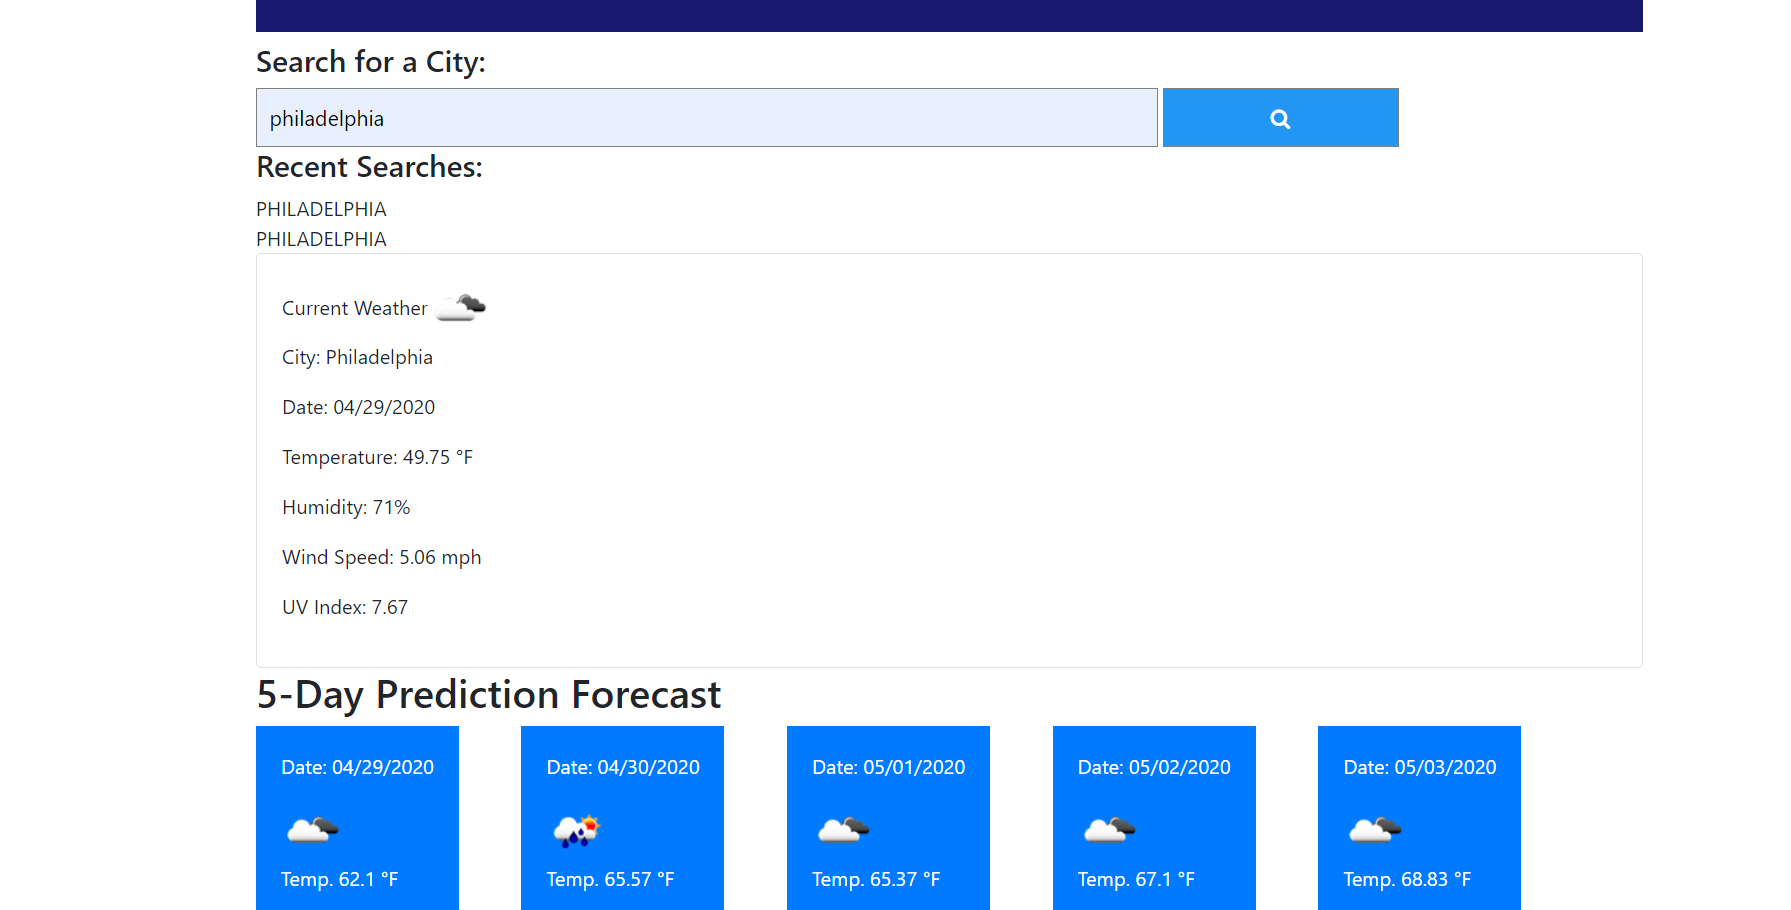 Search for a City:
philadelphia
Recent Searches:
PHILADELPHIA
PHILADELPHIA
Current Weather
City: Philadelphia
Date: 04/29/2020
Temperature: 49.75 °F
Humidity: 71%
Wind Speed: 5.06 mph
UV Index: 7.67
5-Day Prediction Forecast
Date: 04/29/2020
Temp. 62.1 °F
Date: 04/30/2020
Temp. 65.57 °F
Date: 05/01/2020
Temp. 65.37 °F
Date: 05/02/2020
Temp. 67.1 °F
Date: 05/03/2020
Temp. 68.83 °F